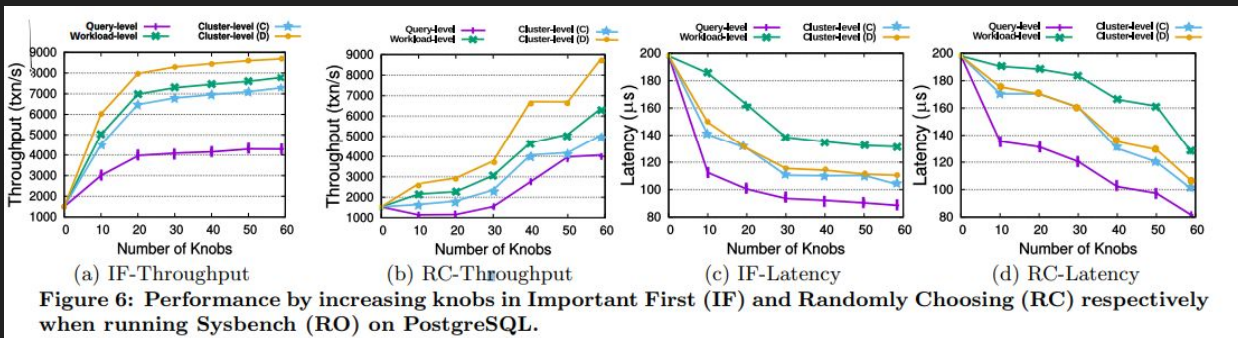 Query-level Cluster-level (C)
Workload-level Cluster-level (D)
9000
8000
7000
6000
5000
4000
3000
2000
1000
Throughput (txn/s)
0 10 20 30 40 50 60
Number of Knobs
(a) IF-Throughput
Query-level Cluster-level (C)
Workload-level Cluster-level (D)
9000
8000
7000
6000
5000
4000
3000
2000
1000
Throughput (txn/s)
0 10 20 30 40 50 60
Number of Knobs
(b) RC-Throughput
Query-level Cluster-level (C)
Workload-level Cluster-level (D)
200
180
160
140
120
100
80
Latency (μs)
0 10 20 30 40 50 60
Number of Knobs
(c) IF-Latency
Query-level Cluster-level (C)
Workload-level Cluster-level (D)
200
180
160
140
120
100
80
Latency (μs)
0 10 20 30 40 50 60
Number of Knobs
(d) RC-Latency
Figure 6: Performance by increasing knobs in Important First (IF) and Randomly Choosing (RC) respectively
when running Sysbench (RO) on PostgreSQL.